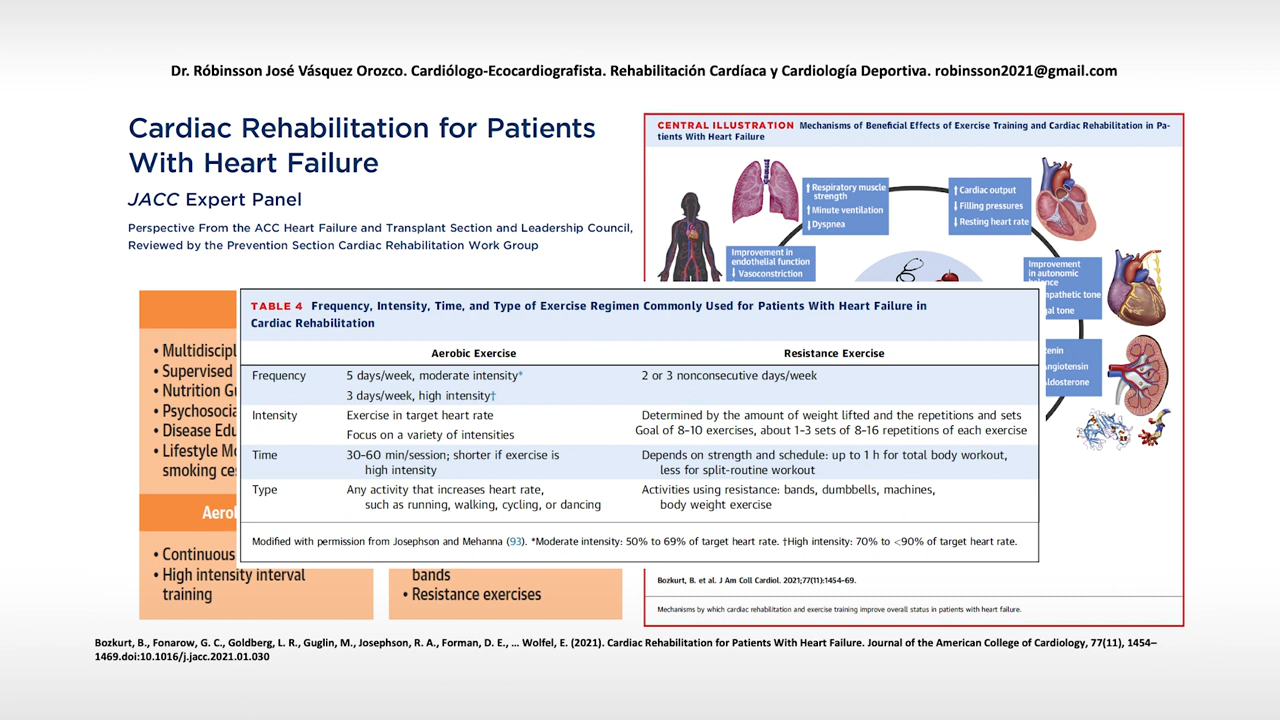 Dr. Róbinsson José Vásquez Orozco. Cardiólogo-Ecocardiografista. Rehabilitación Cardíaca y Cardiología Deportiva. robinsson2021@gmail.com
Cardiac Rehabilitation for Patients
With Heart Failure
JACC Expert Panel
Perspective From the ACC Heart Failure and Transplant Section and Leadership Council,
Reviewed by the Prevention Section Cardiac Rehabilitation Work Group
CENTRAL ILLUSTRATION Mechanisms of Beneficial Effects of Exercise Training and Cardiac Rehabilitation in Pa-
tients With Heart Failure
↑ Respiratory muscle
strength
↑ Minute ventilation
↓ Dyspnea
↑ Cardiac output
↓ Filling pressures
↓ Resting heart rate
Improvement in
endothelial function
↓ Vasoconstriction
Improvement
in autonomic
tone
tone
• Multidiscipl
• Supervised
• Nutrition G
• Psychosocia
• Disease Edu
• Lifestyle Mo
smoking ce
Aerol
• Continuous
• High intensity interval
training
bands
• Resistance exercises
TABLE 4 Frequency, Intensity, Time, and Type of Exercise Regimen Commonly Used for Patients With Heart Failure in
Cardiac Rehabilitation
Aerobic Exercise Resistance Exercise
Frequency 5 days/week, moderate intensity* 2 or 3 nonconsecutive days/week
3 days/week, high intensity†
Intensity Exercise in target heart rate Determined by the amount of weight lifted and the repetitions and sets
Focus on a variety of intensities Goal of 8-10 exercises, about 1-3 sets of 8-16 repetitions of each exercise
Time 30-60 min/session; shorter if exercise is Depends on strength and schedule: up to 1 h for total body workout,
high intensity less for split-routine workout
Type Any activity that increases heart rate, Activities using resistance: bands, dumbbells, machines,
such as running, walking, cycling, or dancing body weight exercise
Modified with permission from Josephson and Mehanna (93). *Moderate intensity: 50% to 69% of target heart rate. †High intensity: 70% to <90% of target heart rate.
Bozkurt, B. et al. J Am Coll Cardiol. 2021;77(11):1454-69.
Mechanisms by which cardiac rehabilitation and exercise training improve overall status in patients with heart failure.
Bozkurt, B., Fonarow, G. C., Goldberg, L. R., Guglin, M., Josephson, R. A., Forman, D. E., … Wolfel, E. (2021). Cardiac Rehabilitation for Patients With Heart Failure. Journal of the American College of Cardiology, 77(11), 1454–
1469.doi:10.1016/j.jacc.2021.01.030